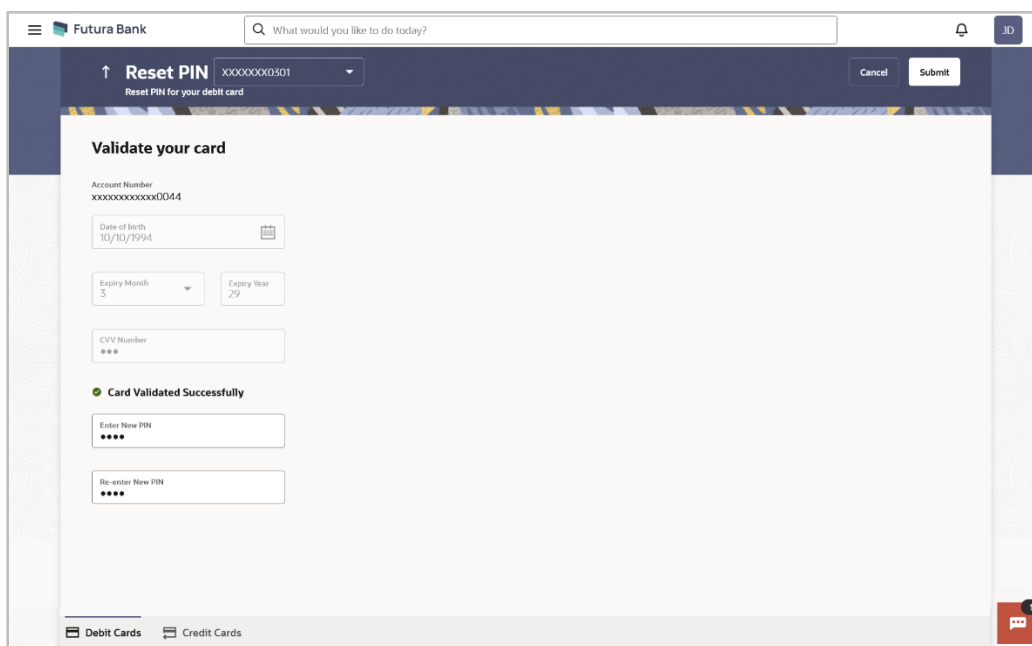 Futura Bank
What would you like to do today?
JD
Reset PIN XXXXXXX0301
Cancel Submit
Reset PIN for your debit card
Validate your card
Account Number
xxxxxxxxxxxx0044
Date of birth
10/10/1994
Expiry Month Expiry Year
3 29
CVV Number
•••
Card Validated Successfully
Enter New PIN
••••
Re-enter New PIN
••••
Debit Cards Credit Cards